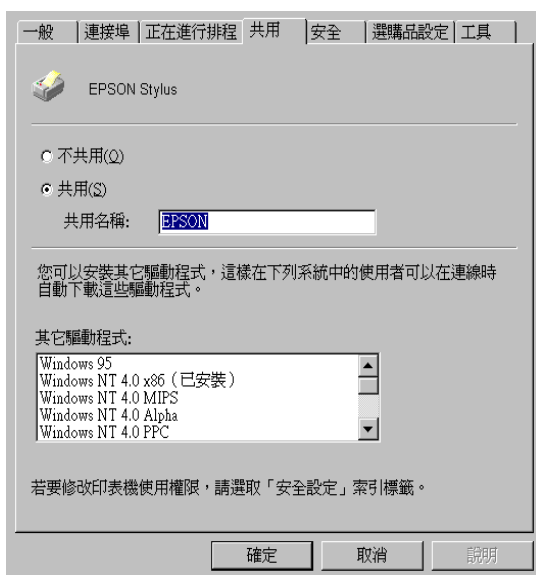 一般 連接埠 正在進行排程 共用 安全 選購品設定 工具
EPSON Stylus
不共用(O)
共用(S)
共用名稱: EPSON
您可以安裝其它驅動程式，這樣在下列系統中的使用者可以在連線時
自動下載這些驅動程式。
其它驅動程式:
Windows 95
Windows NT 4.0 x86（已安裝）
Windows NT 4.0 MIPS
Windows NT 4.0 Alpha
Windows NT 4.0 PPC
若要修改印表機使用權限，請選取「安全設定」索引標籤。
確定 取消 說明